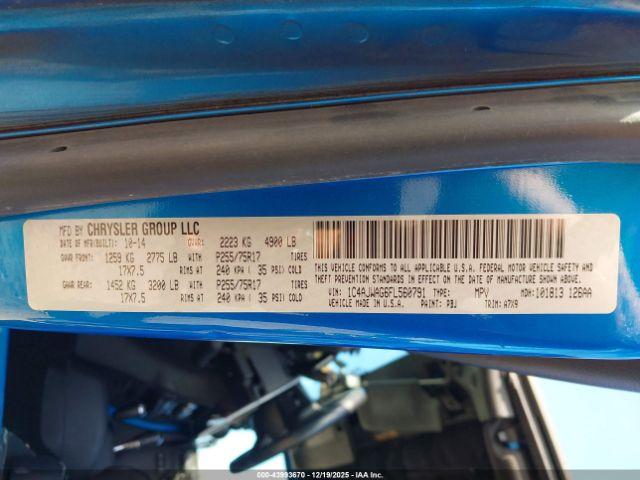 MFD BY CHRYSLER GROUP LLC
DATE OF MFR(BUILT): 10-14 GVWR: 2223 KG 4900 LB
GAWR FRONT: 1259 KG 2775 LB P255/75R17 TIRES
17X7.5 RIMS AT 240 KPA ( 35 PSI) COLD
GAWR REAR: 1452 KG 3200 LB P255/75R17 TIRES
17X7.5 RIMS AT 240 KPA ( 35 PSI) COLD
THIS VEHICLE CONFORMS TO ALL APPLICABLE U.S.A. FEDERAL MOTOR VEHICLE SAFETY, BUMPER, AND
THEFT PREVENTION STANDARDS IN EFFECT ON THE DATE OF MANUFACTURE SHOWN ABOVE.
VIN: 1C4AJWAG6FL560791 TYPE: MPV MDH:101813 126AA
VEHICLE MADE IN U.S.A. PAINT: PBJ TRIM: A7X9
000-43993670 - 12/19/2025 - IAA, Inc.